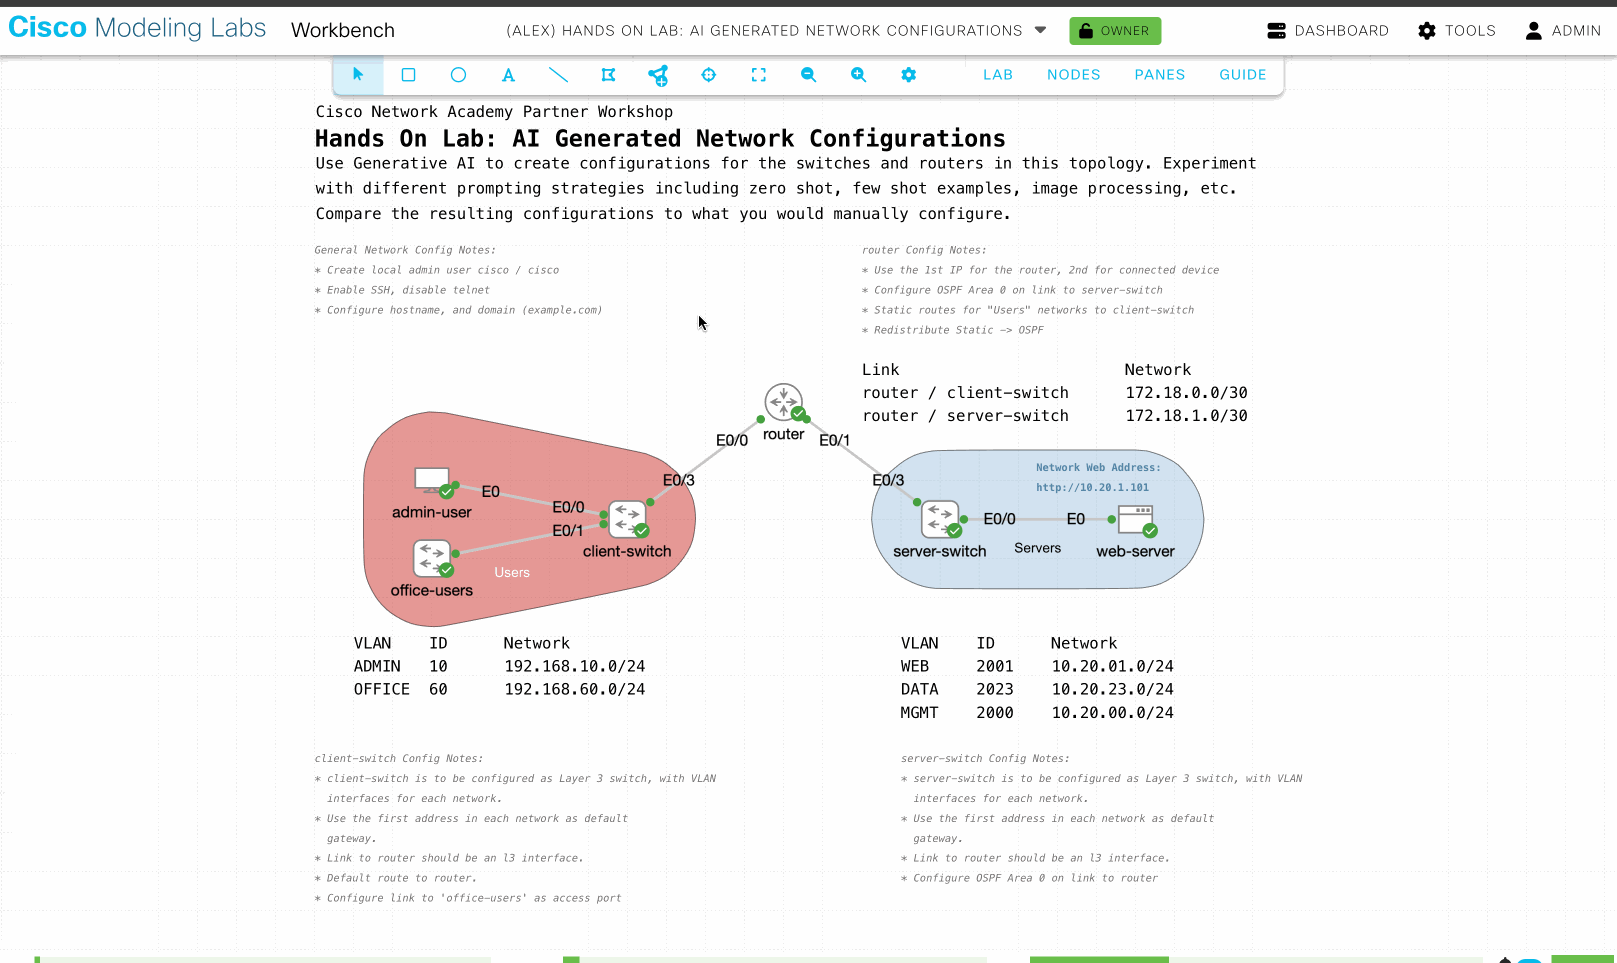 Cisco Modeling Labs Workbench (ALEX) HANDS ON LAB: AI GENERATED NETWORK CONFIGURATIONS OWNER DASHBOARD TOOLS ADMIN
A LAB NODES PANES GUIDE
Cisco Network Academy Partner Workshop
Hands On Lab: AI Generated Network Configurations
Use Generative AI to create configurations for the switches and routers in this topology. Experiment
with different prompting strategies including zero shot, few shot examples, image processing, etc.
Compare the resulting configurations to what you would manually configure.
General Network Config Notes:
* Create local admin user cisco / cisco
* Enable SSH, disable telnet
* Configure hostname, and domain (example.com)
router Config Notes:
* Use the 1st IP for the router, 2nd for connected device
* Configure OSPF Area 0 on link to server-switch
* Static routes for "Users" networks to client-switch
* Redistribute Static -> OSPF
Link Network
router / client-switch 172.18.0.0/30
router / server-switch 172.18.1.0/30
router
E0/0
E0/1
E0/3
E0/3
admin-user
E0
E0/0
E0/1
client-switch
office-users
Users
Network Web Address:
http://10.20.1.101
server-switch
E0/0
E0
Servers
web-server
VLAN ID Network
ADMIN 10 192.168.10.0/24
OFFICE 60 192.168.60.0/24
VLAN ID Network
WEB 2001 10.20.01.0/24
DATA 2023 10.20.23.0/24
MGMT 2000 10.20.00.0/24
client-switch Config Notes:
* client-switch is to be configured as Layer 3 switch, with VLAN
interfaces for each network.
* Use the first address in each network as default
gateway.
* Link to router should be an l3 interface.
* Default route to router.
* Configure link to 'office-users' as access port
server-switch Config Notes:
* server-switch is to be configured as Layer 3 switch, with VLAN
interfaces for each network.
* Use the first address in each network as default
gateway.
* Link to router should be an l3 interface.
* Configure OSPF Area 0 on link to router